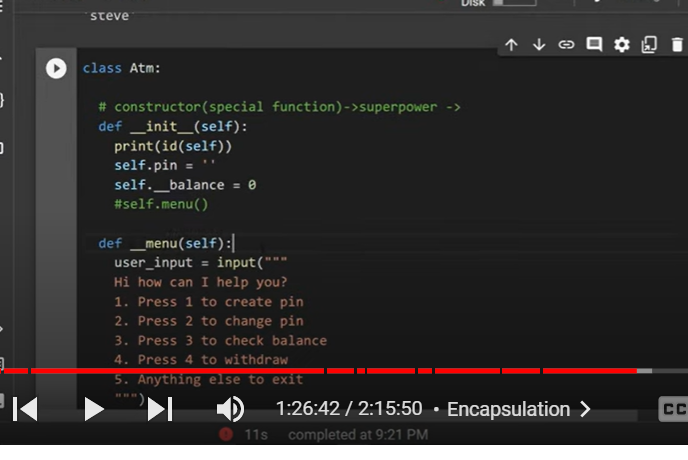 Disk
'steve'
class Atm:
# constructor(special function)->superpower ->
def __init__(self):
print(id(self))
self.pin = ''
self.__balance = 0
#self.menu()
def __menu(self):
user_input = input("""
Hi how can I help you?
1. Press 1 to create pin
2. Press 2 to change pin
3. Press 3 to check balance
4. Press 4 to withdraw
5. Anything else to exit
""")
1:26:42 / 2:15:50 • Encapsulation
CC
11s completed at 9:21 PM